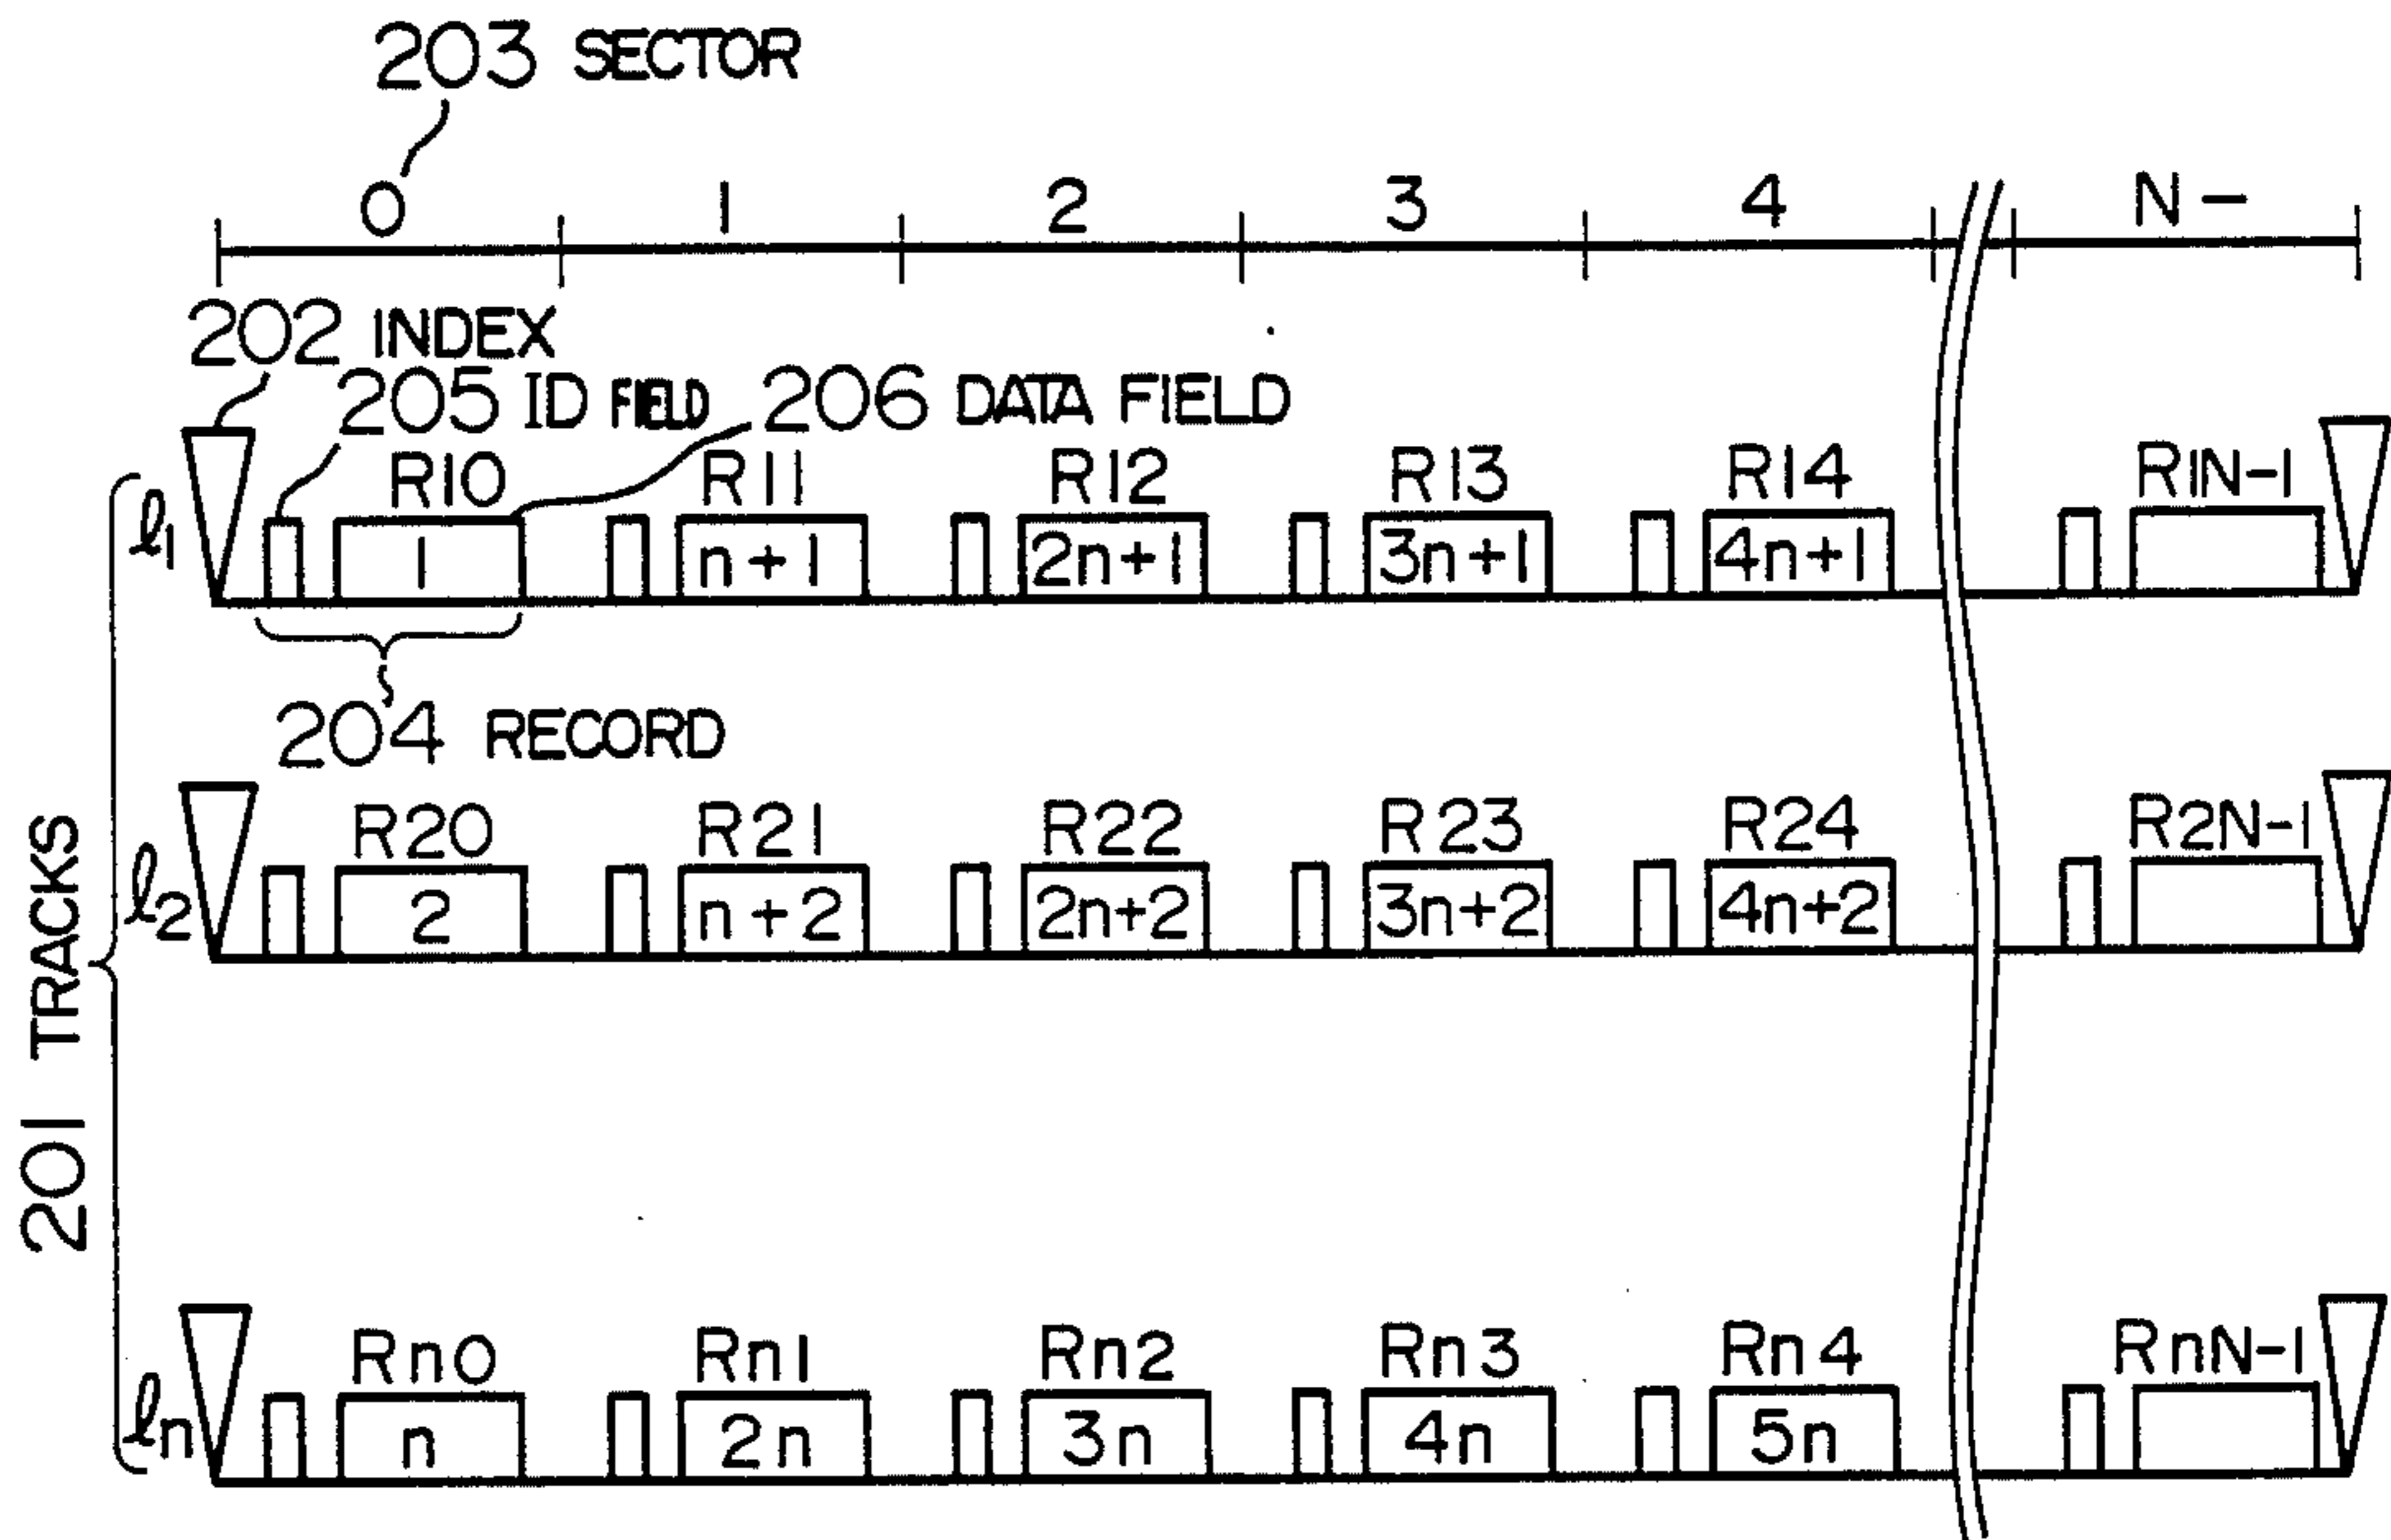 203 SECTOR
0 1 2 3 4 N-
202 INDEX
205 ID FIELD 206 DATA FIELD
R10 R11 R12 R13 R14 R1N-1
ℓ1 1 n+1 2n+1 3n+1 4n+1
204 RECORD
R20 R21 R22 R23 R24 R2N-1
ℓ2 2 n+2 2n+2 3n+2 4n+2
201 TRACKS
Rn0 Rn1 Rn2 Rn3 Rn4 RnN-1
ℓn n 2n 3n 4n 5n